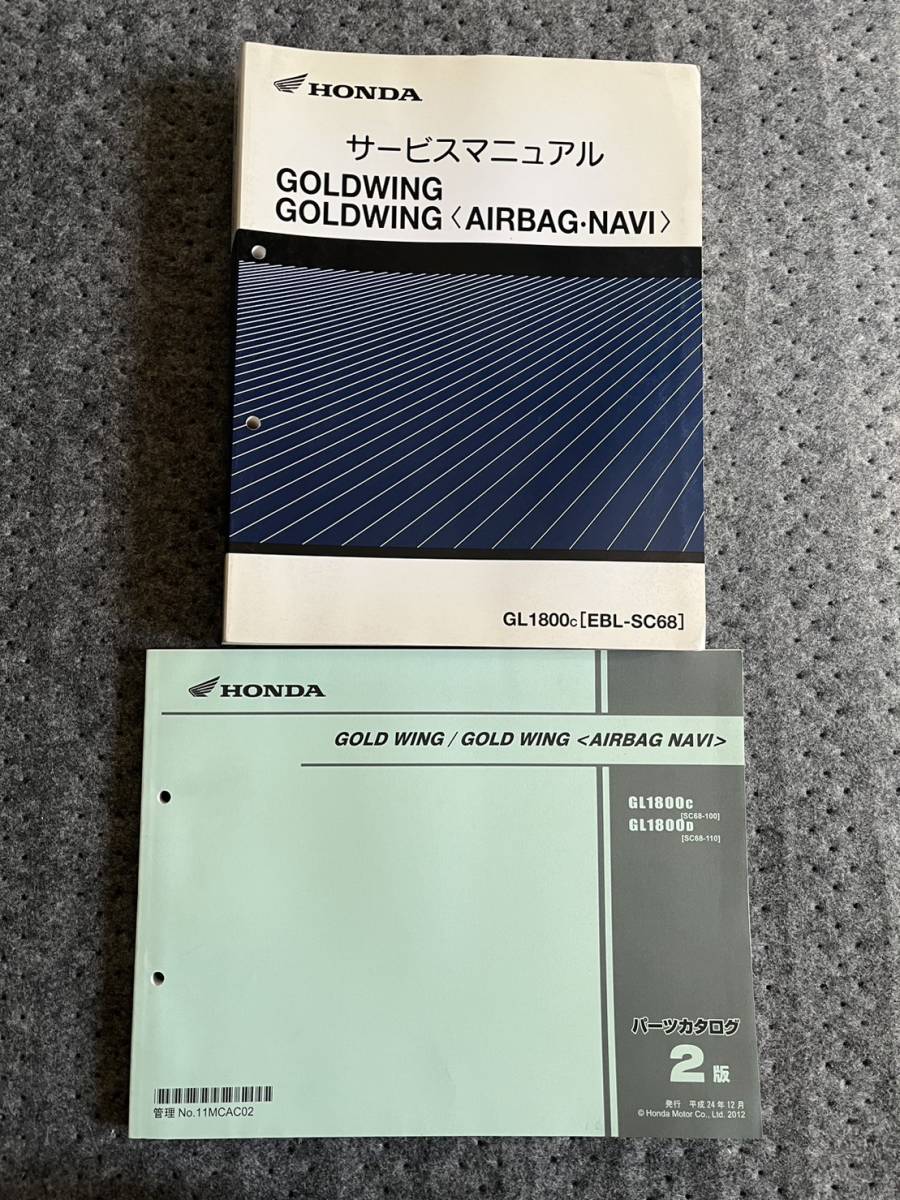 HONDA
サービスマニュアル
GOLDWING
GOLDWING〈AIRBAG·NAVI〉
GL1800C［EBL-SC68］
HONDA
GOLD WING / GOLD WING <AIRBAG NAVI>
GL1800C
[SC68-100]
GL1800D
[SC68-110]
パーツカタログ
2版
発行 平成24年12月
© Honda Motor Co., Ltd. 2012
管理 No.11MCAC02